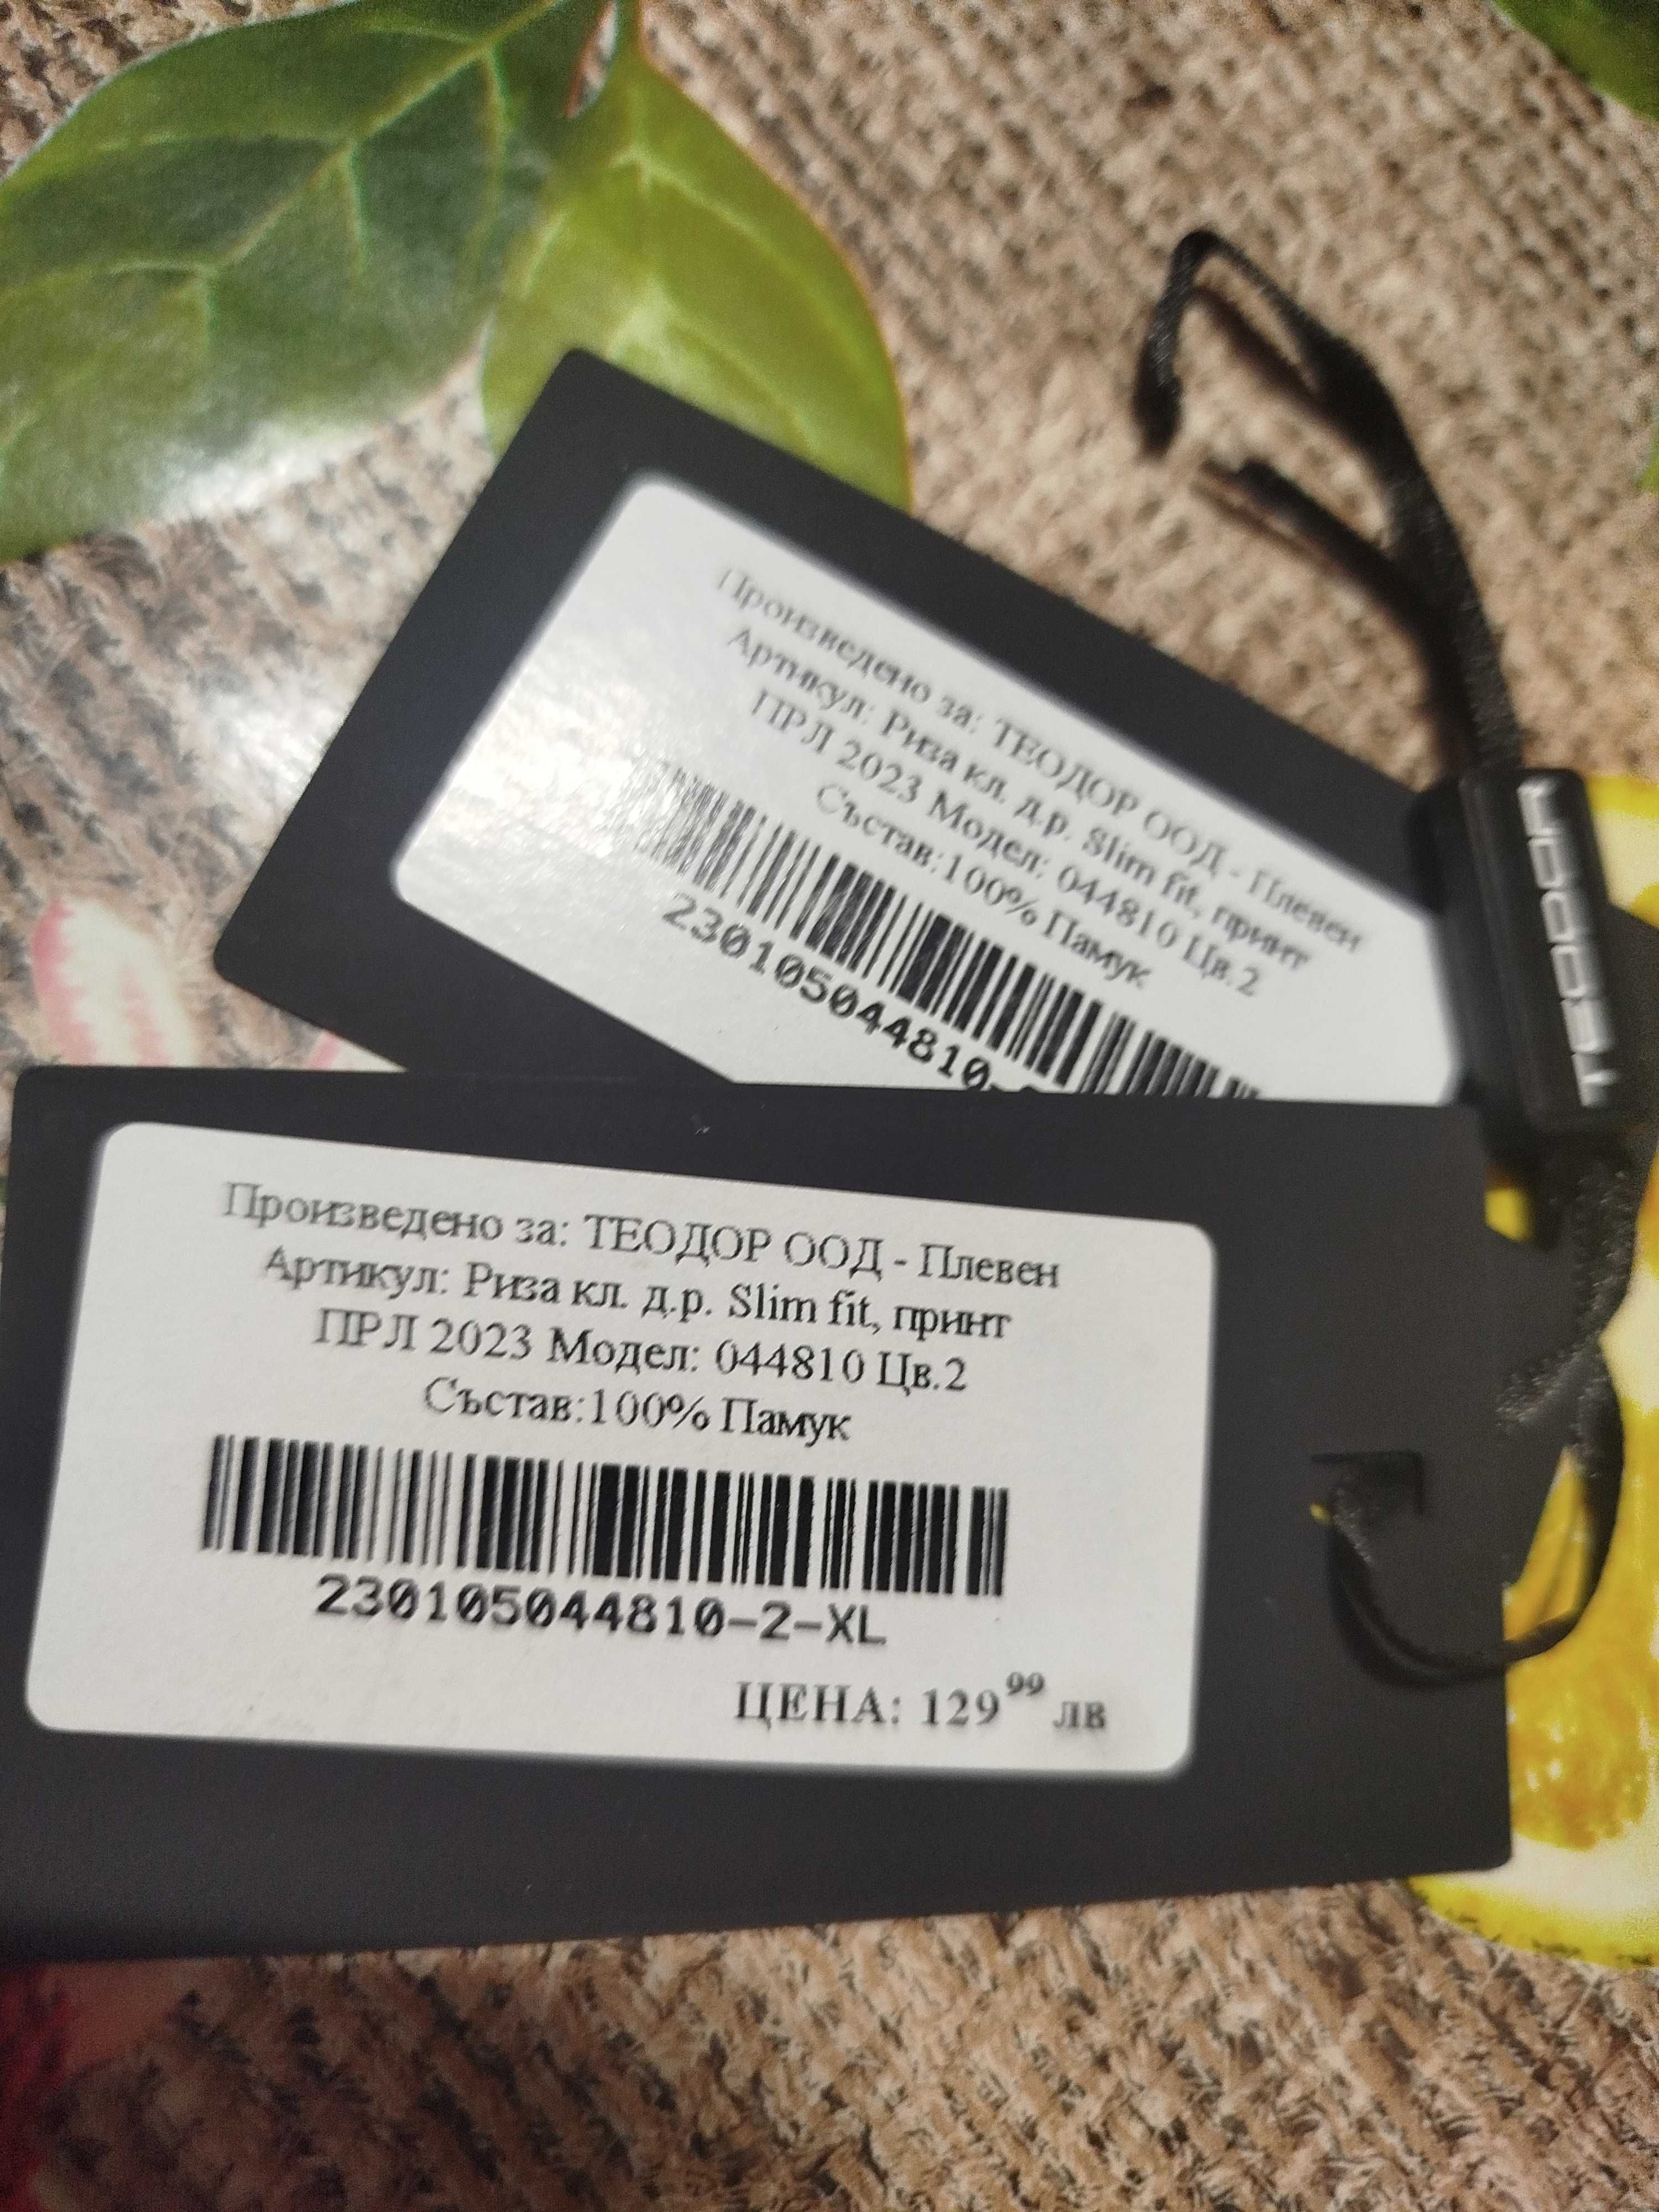 Произведено за: ТЕОДОР ООД - Плевен
Артикул: Риза кл. д.р. Slim fit, принт
ПРЛ 2023 Модел: 044810 Цв.2
Състав:100% Памук
230105044810-
TEODOR
Произведено за: ТЕОДОР ООД - Плевен
Артикул: Риза кл. д.р. Slim fit, принт
ПРЛ 2023 Модел: 044810 Цв.2
Състав:100% Памук
230105044810-2-XL
ЦЕНА: 129⁹⁹ лв